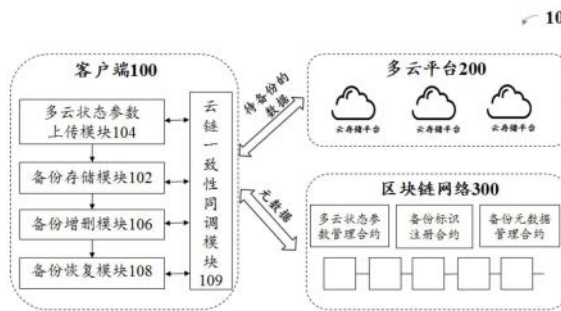 10
客户端100
多云状态参数
上传模块104
备份存储模块102
备份增删模块106
备份恢复模块108
云
链
一
致
性
同
调
模
块
109
待备份的
数据
元数据
多云平台200
云存储平台
云存储平台
云存储平台
区块链网络300
多云状态参
数管理合约
备份标识
注册合约
备份元数据
管理合约